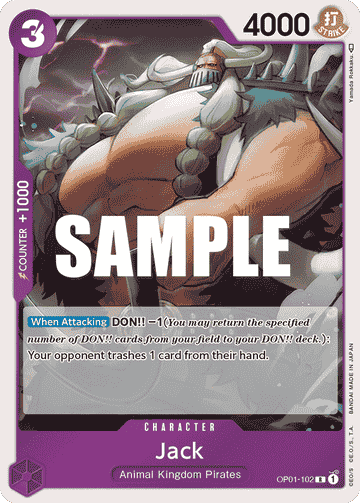 3
4000
打
STRIKE
Yamada Rokkaku
COUNTER +1000
SAMPLE
When Attacking DON!! −1(You may return the specified
number of DON!! cards from your field to your DON!! deck.):
Your opponent trashes 1 card from their hand.
CHARACTER
Jack
Animal Kingdom Pirates
OP01-102 R 1
©E.O/S. ©E.O./S., T.A. BANDAI MADE IN JAPAN